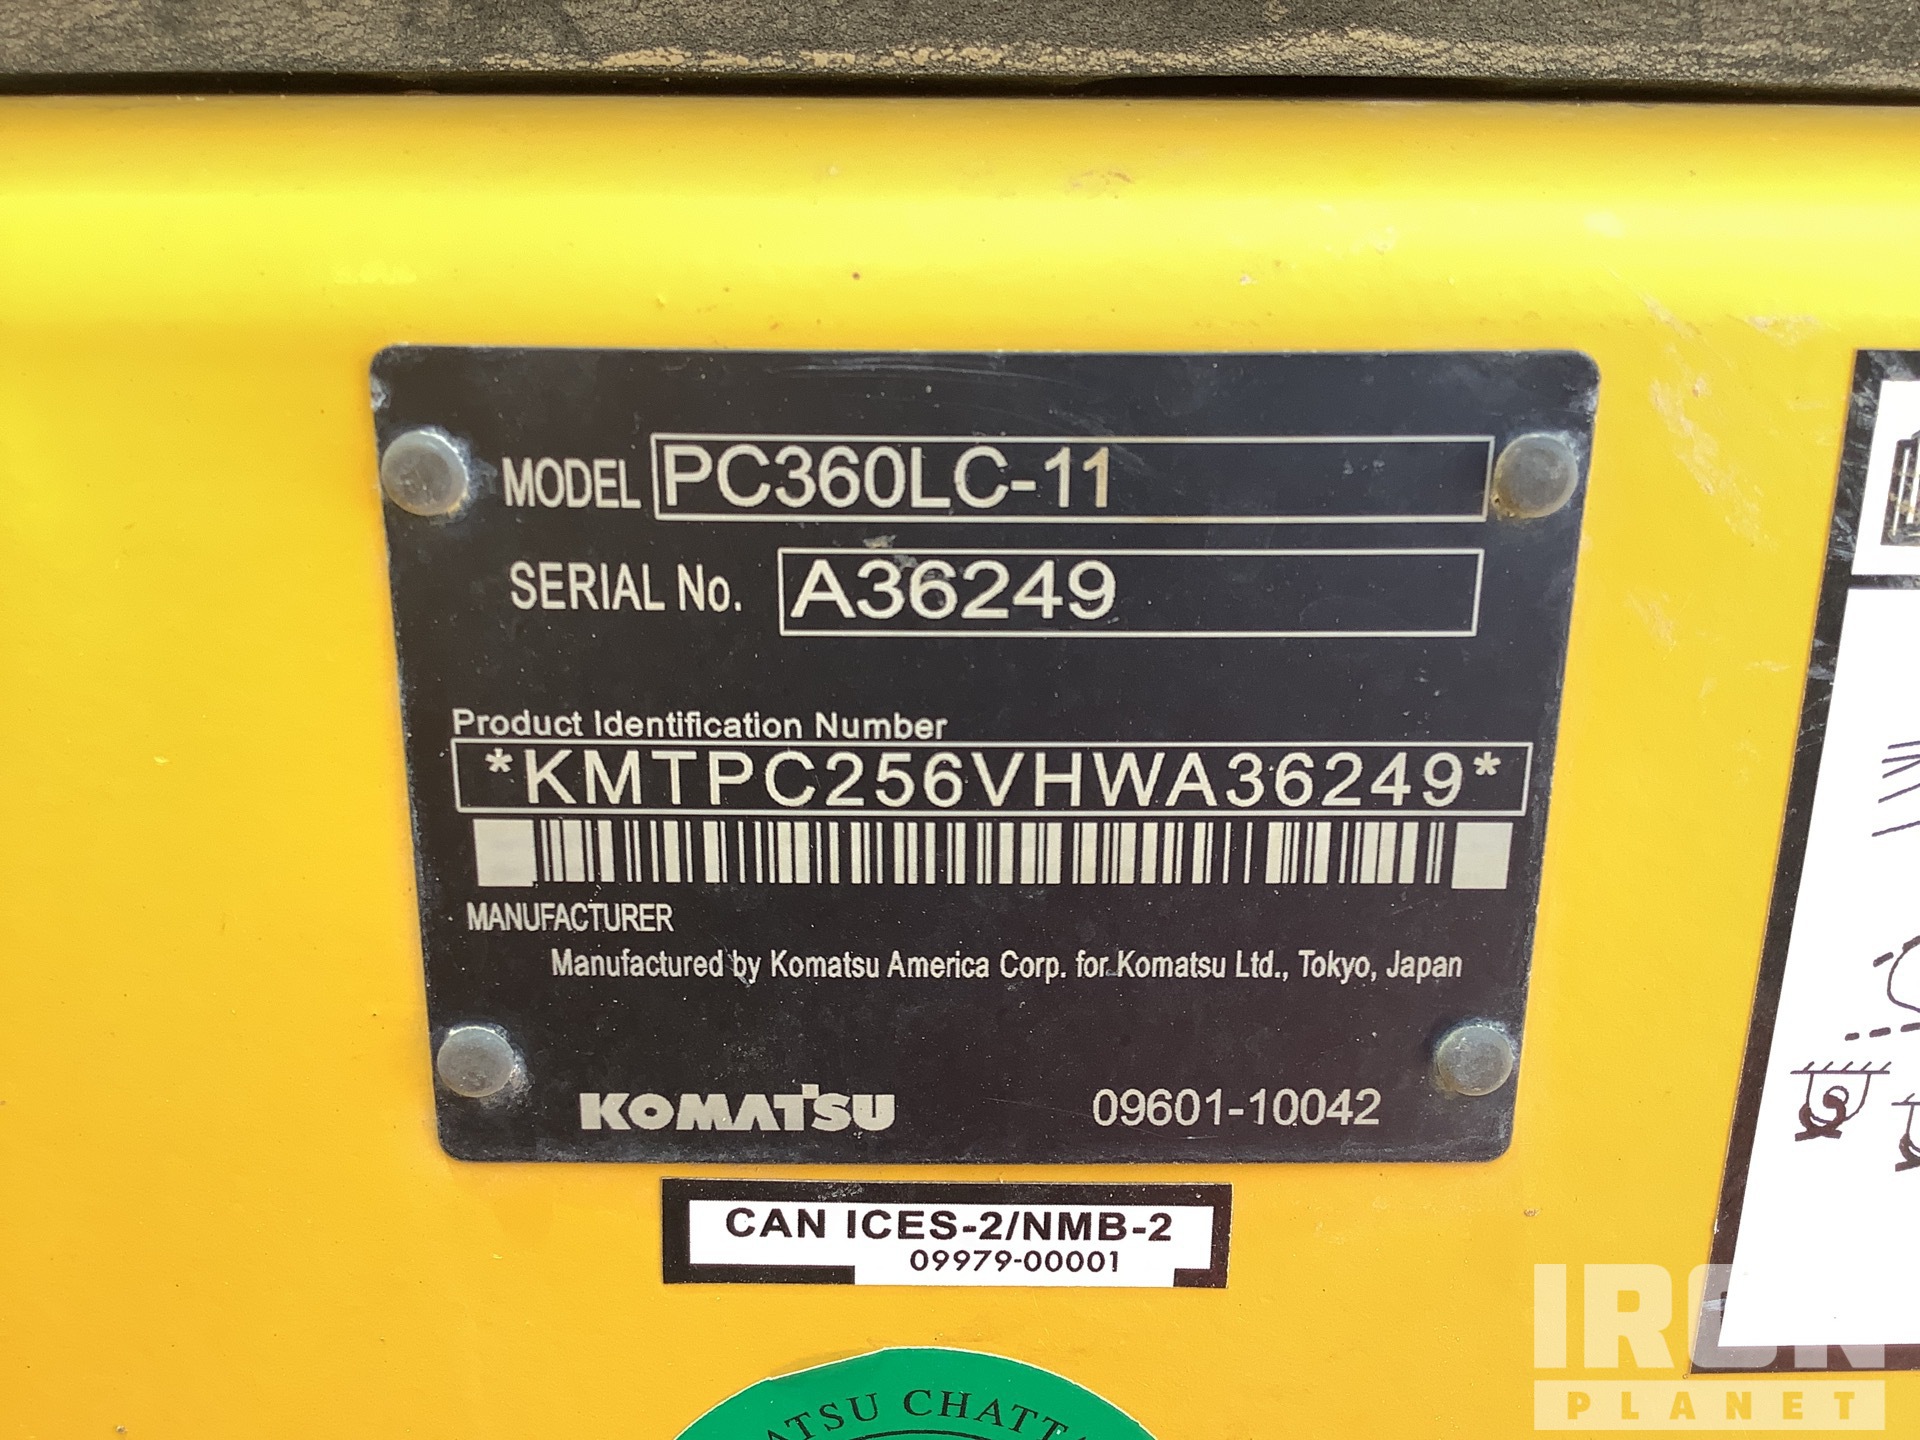 MODEL PC360LC-11
SERIAL No. A36249
Product Identification Number
*KMTPC256VHWA36249*
MANUFACTURER
Manufactured by Komatsu America Corp. for Komatsu Ltd., Tokyo, Japan
KOMATSU 09601-10042
CAN ICES-2/NMB-2
09979-00001
IRON
PLANET